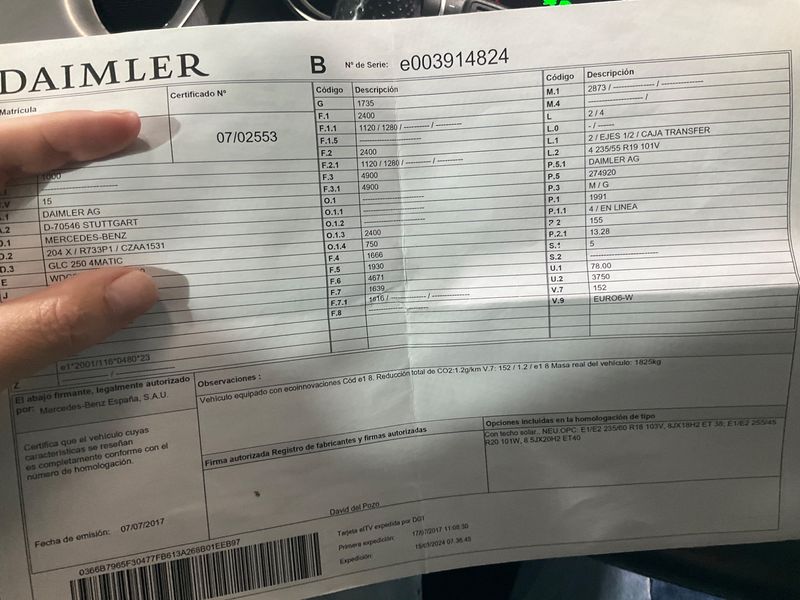 DAIMLER
B Nº de Serie: e003914824
Matrícula
Certificado Nº
07/02553
1000
.V 15
.1 DAIMLER AG
.2 D-70546 STUTTGART
D.1 MERCEDES-BENZ
D.2 204 X / R733P1 / CZAA1531
D.3 GLC 250 4MATIC
E
J
Z e1*2001/116*0480*23
Código Descripción
G 1735
F.1 2400
F.1.1 1120 / 1280 / ---------- / ----------
F.1.5 ----------------------
F.2 2400
F.2.1 1120 / 1280 / ---------- / ----------
F.3 4900
F.3.1 4900
O.1 ----------------------
O.1.1 ----------------------
O.1.2 ----------------------
O.1.3 2400
O.1.4 750
F.4 1666
F.5 1930
F.6 4671
F.7 1639
F.7.1 1616 / ------------- / --------------
F.8 ----------------------
Código Descripción
M.1 2873 / -------------- / --------------
M.4 -------------------- /
L 2 / 4
L.0 - / ------
L.1 2 / EJES 1/2 / CAJA TRANSFER
L.2 4 235/55 R19 101V
P.5.1 DAIMLER AG
P.5 274920
P.3 M / G
P.1 1991
P.1.1 4 / EN LINEA
P.2 155
P.2.1 13.28
S.1 5
S.2 ----------------------
U.1 78.00
U.2 3750
V.7 152
V.9 EURO6-W
El abajo firmante, legalmente autorizado
por: Mercedes-Benz España, S.A.U.
Certifica que el vehículo cuyas
características se reseñan
es completamente conforme con el
número de homologación.
Fecha de emisión: 07/07/2017
Observaciones :
Vehículo equipado con ecoinnovaciones Cód e1 8. Reducción total de CO2:1.2g/km V.7: 152 / 1.2 / e1 8 Masa real del vehículo: 1825kg
Firma autorizada Registro de fabricantes y firmas autorizadas
David del Pozo
Opciones incluidas en la homologación de tipo
Con techo solar.. NEU.OPC: E1/E2 235/60 R18 103V, 8JX18H2 ET 38; E1/E2 255/45
R20 101W, 8.5JX20H2 ET40
Tarjeta eITV expedida por DG1
Primera expedición: 17/07/2017 11:08:30
Expedición: 15/01/2024 07.36.45
0366B7965F30477FB613A268B01EEB97